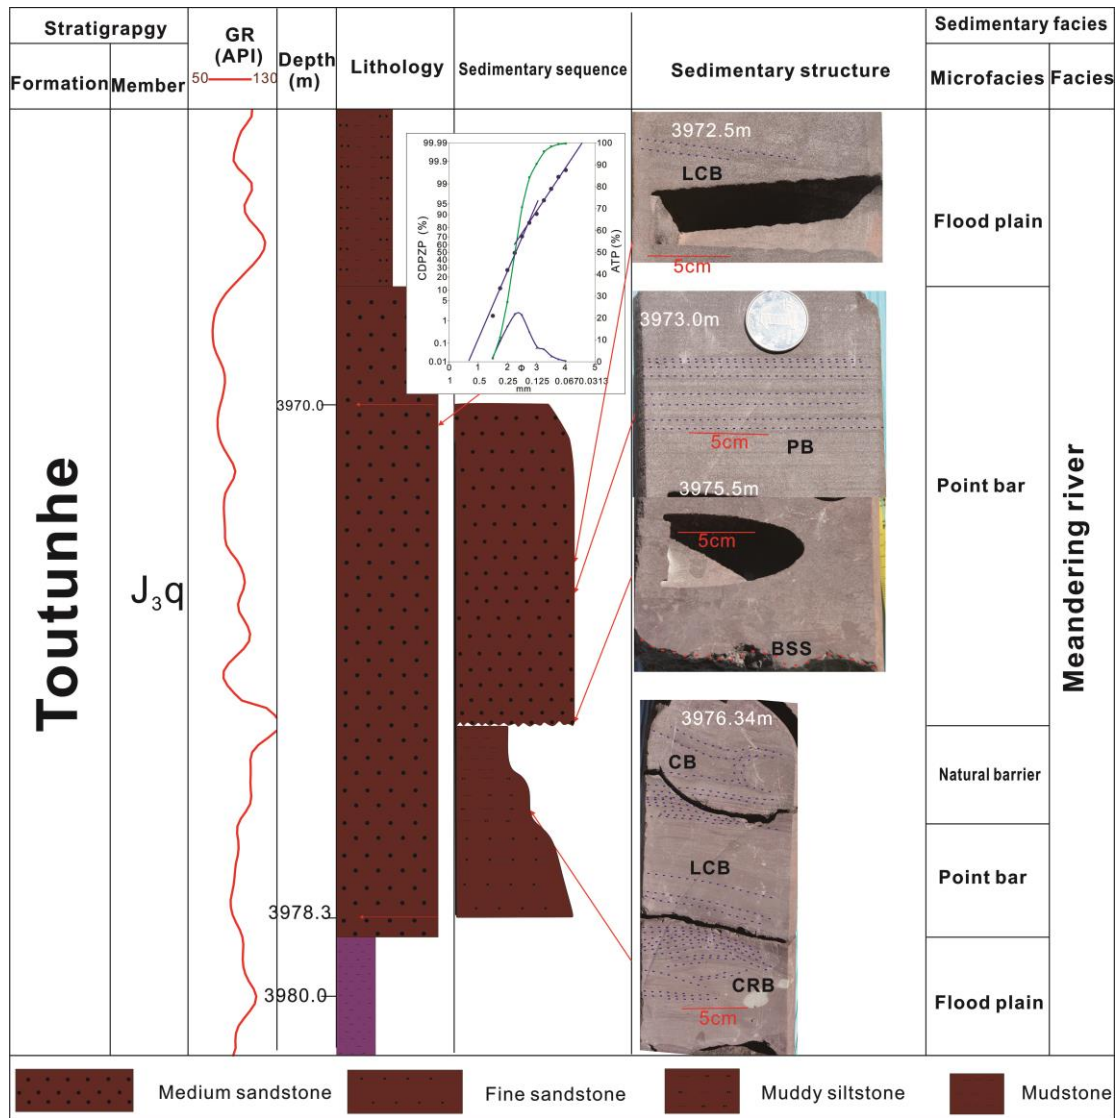 Stratigrapgy
GR
(API)
50 130
Depth
(m)
Lithology
Sedimentary sequence
Sedimentary structure
Sedimentary facies
Formation
Member
Microfacies
Facies
Toutunhe
J₃q
3970.0
3978.3
3980.0
99.99
99.9
99
95
90
80
70
60
50
40
30
20
10
5
1
0.1
0.01
CDPZP (%)
100
90
80
70
60
50
40
30
20
10
0
ATP(%)
0 1 2 Φ 3 4 5
1 0.5 0.25 0.125 0.0670.0313
mm
3972.5m
LCB
5cm
3973.0m
5cm
PB
3975.5m
5cm
BSS
3976.34m
CB
LCB
CRB
5cm
Flood plain
Point bar
Natural barrier
Point bar
Flood plain
Meandering river
Medium sandstone
Fine sandstone
Muddy siltstone
Mudstone